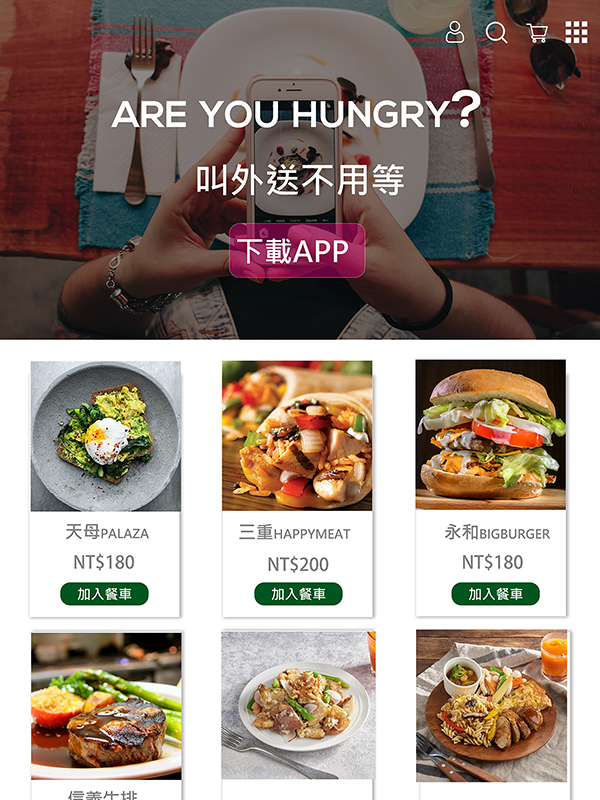 ARE YOU HUNGRY?
叫外送不用等
下載APP
天母PALAZA
三重HAPPYMEAT
永和BIGBURGER
NT$180
NT$200
NT$180
加入餐車
加入餐車
加入餐車
信義牛排